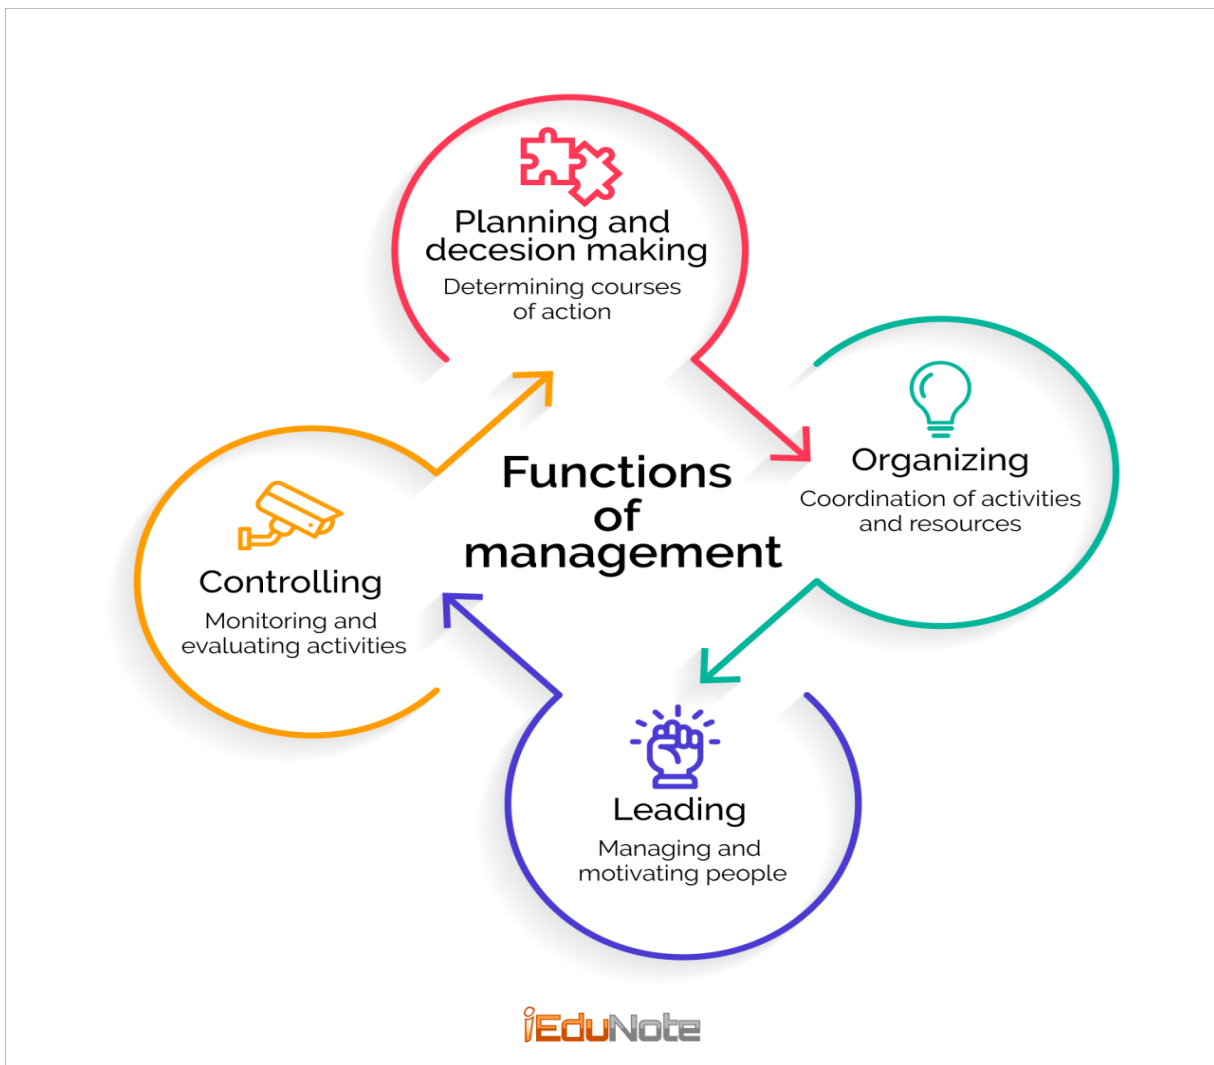 Planning and
decesion making
Determining courses
of action
Organizing
Coordination of activities
and resources
Functions
of
management
Controlling
Monitoring and
evaluating activities
Leading
Managing and
motivating people
iEduNote